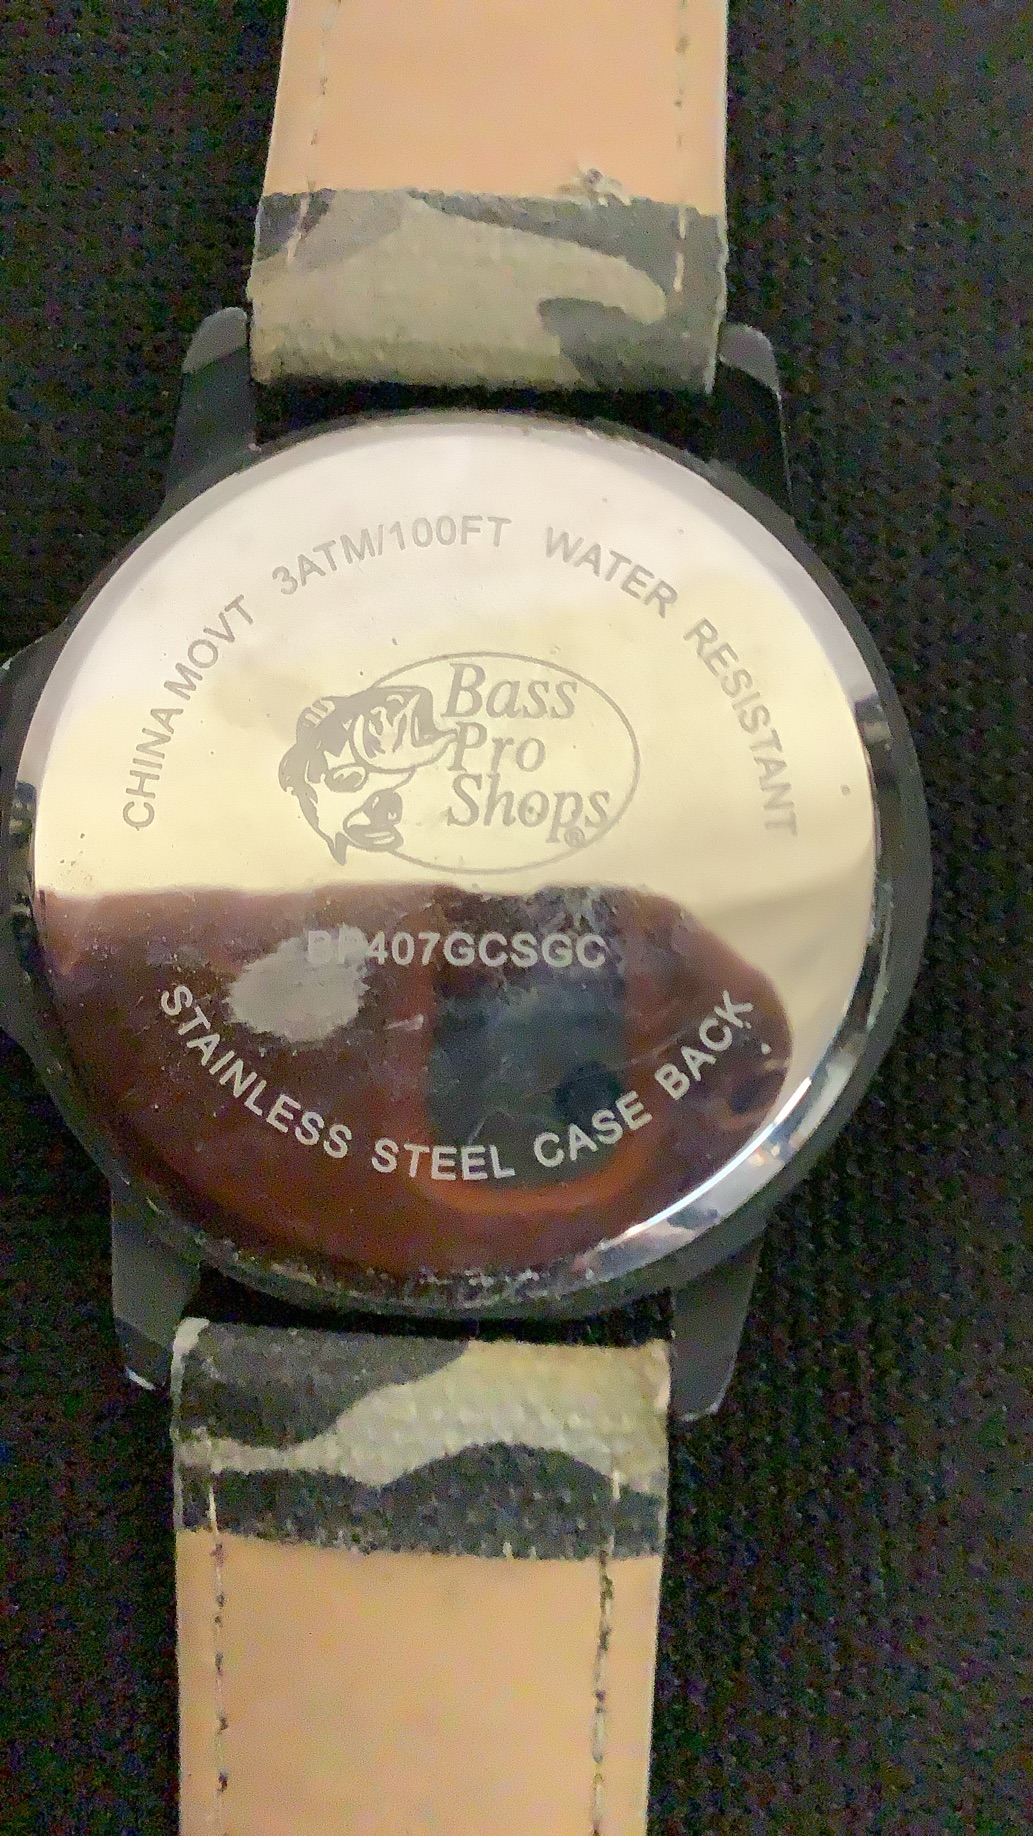 CHINA MOVT 3ATM/100FT WATER RESISTANT
Bass
Pro
Shops®
BP407GCSGC
STAINLESS STEEL CASE BACK